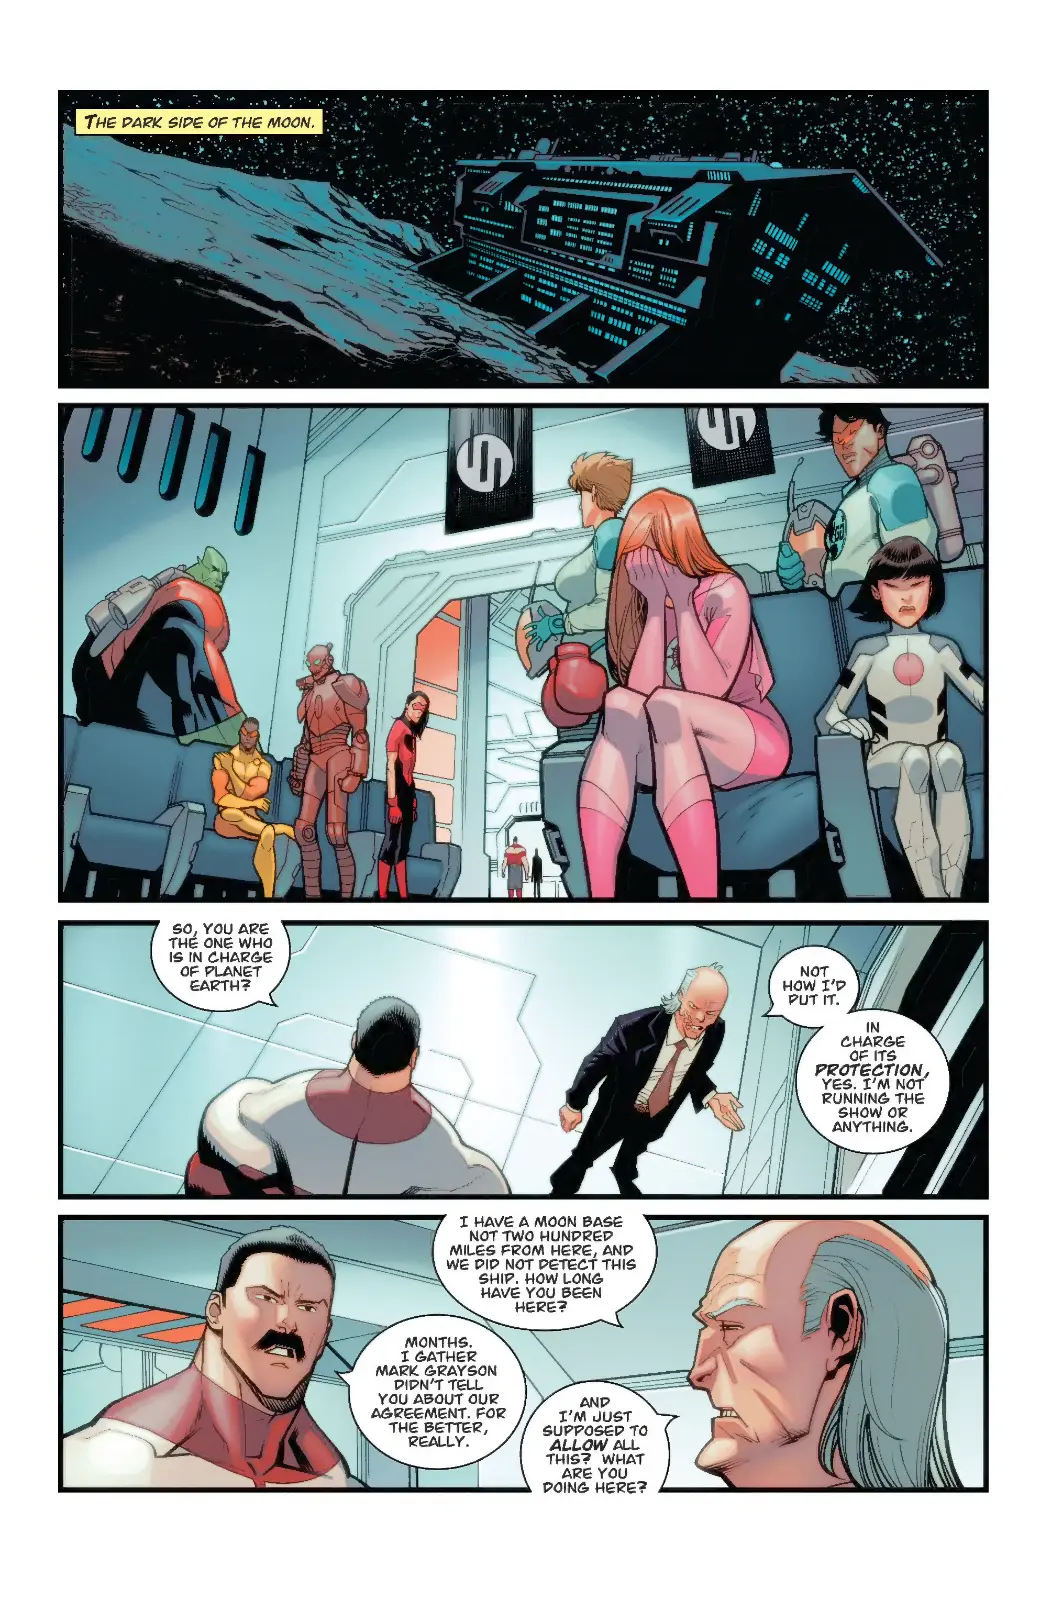 THE DARK SIDE OF THE MOON.
SO, YOU ARE
THE ONE WHO
IS IN CHARGE
OF PLANET
EARTH?
NOT
HOW I'D
PUT IT.
IN
CHARGE
OF ITS
PROTECTION,
YES. I'M NOT
RUNNING THE
SHOW OR
ANYTHING.
I HAVE A MOON BASE
NOT TWO HUNDRED
MILES FROM HERE, AND
WE DID NOT DETECT THIS
SHIP. HOW LONG
HAVE YOU BEEN
HERE?
MONTHS.
I GATHER
MARK GRAYSON
DIDN'T TELL
YOU ABOUT OUR
AGREEMENT. FOR
THE BETTER,
REALLY.
AND
I'M JUST
SUPPOSED TO
ALLOW ALL
THIS? WHAT
ARE YOU
DOING HERE?